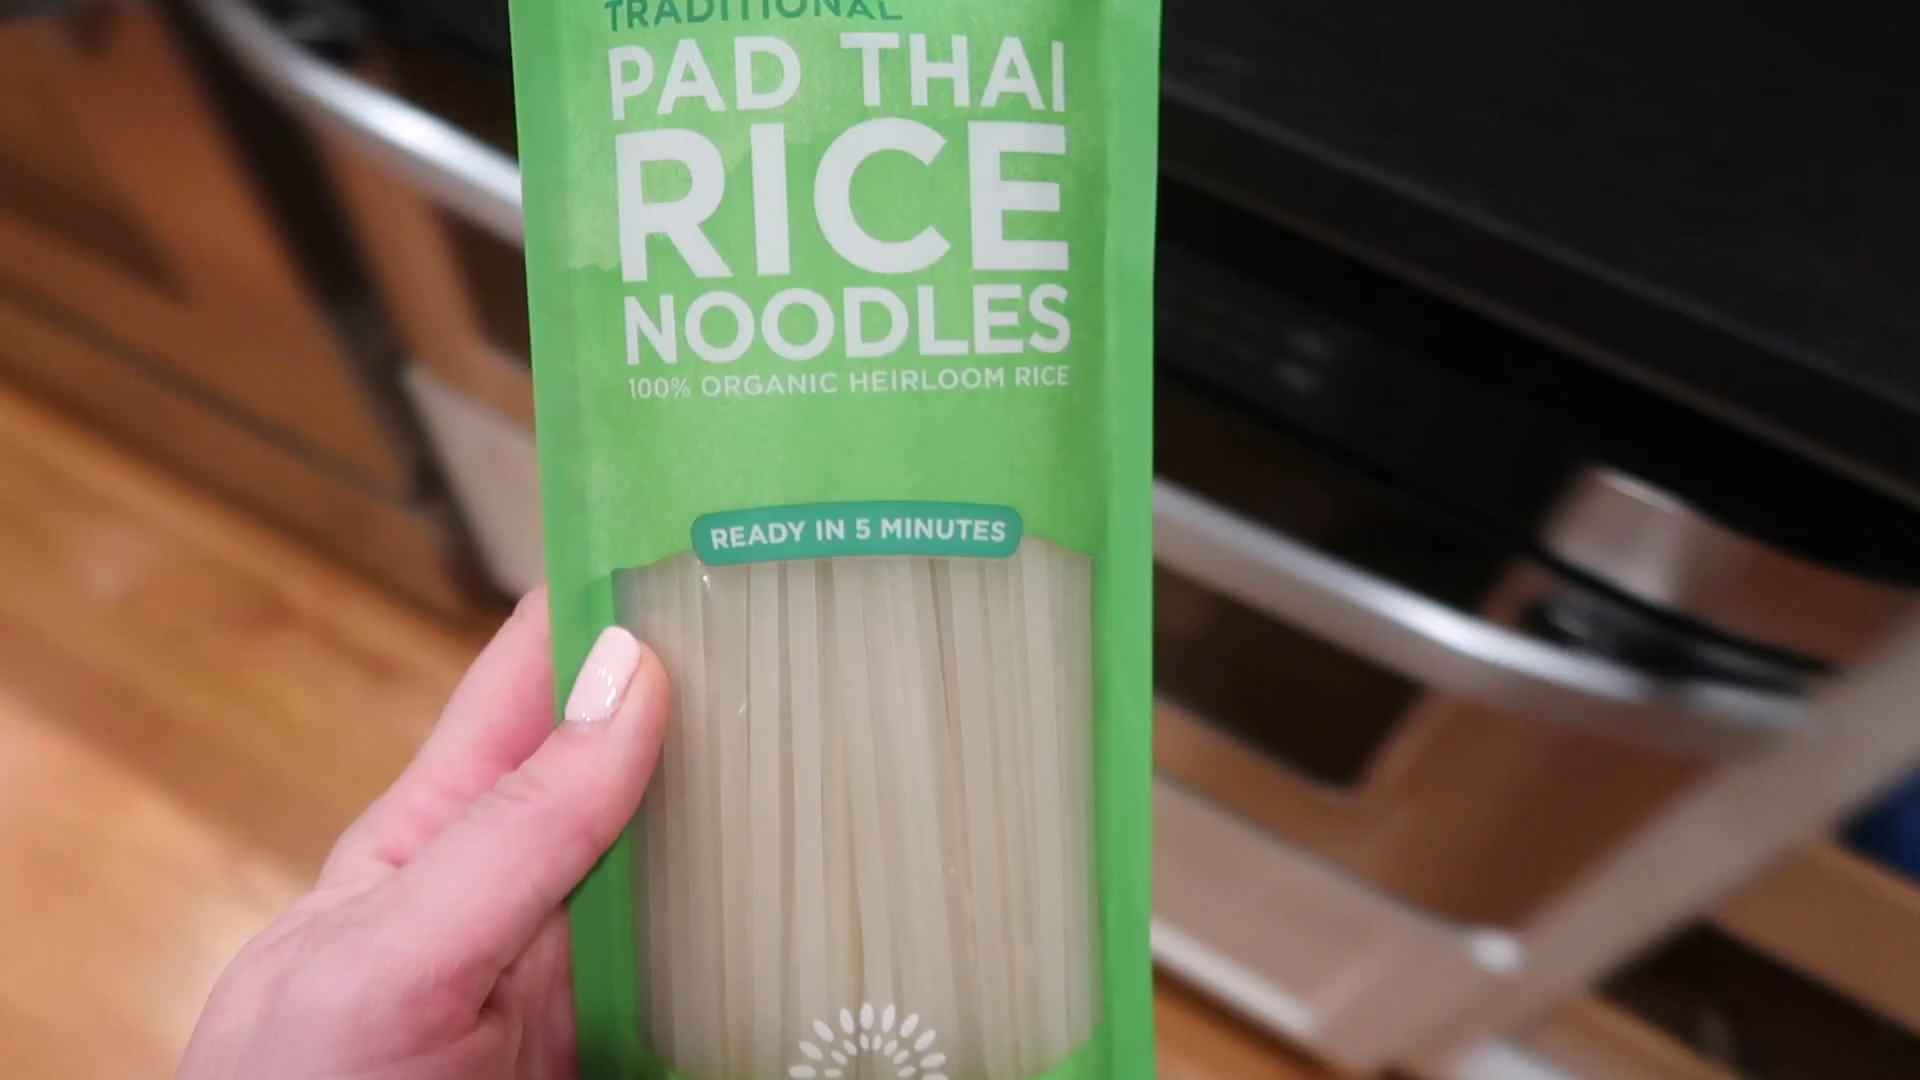 TRADITIONAL
PAD THAI
RICE
NOODLES
100% ORGANIC HEIRLOOM RICE
READY IN 5 MINUTES